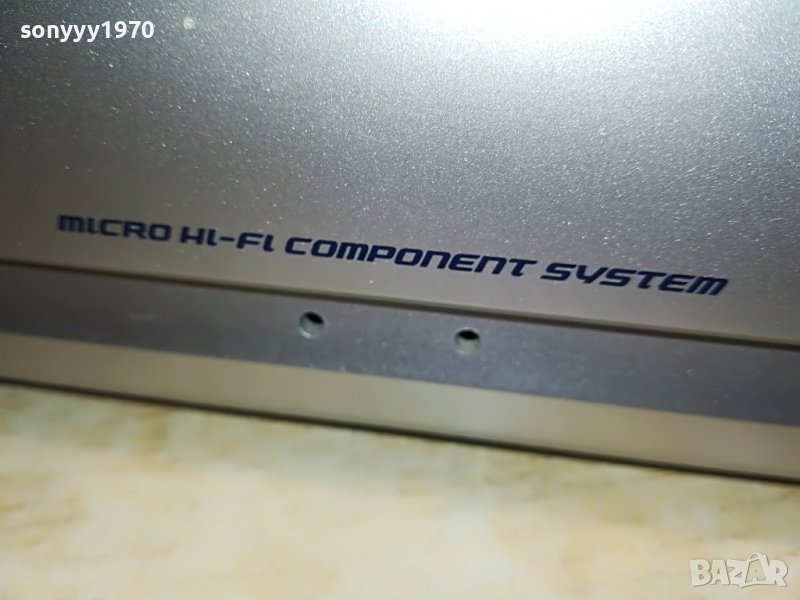 sonyyy1970
MICRO HI-FI COMPONENT SYSTEM
BAZAR